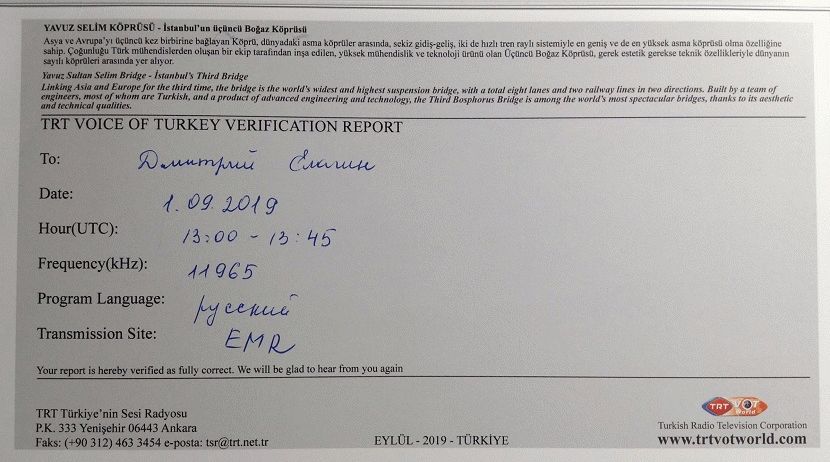 YAVUZ SELİM KÖPRÜSÜ - İstanbul'un üçüncü Boğaz Köprüsü
Asya ve Avrupa'yı üçüncü kez birbirine bağlayan Köprü, dünyadaki asma köprüler arasında, sekiz gidiş-geliş, iki de hızlı tren raylı sistemiyle en geniş ve de en yüksek asma köprüsü olma özelliğine
sahip. Çoğunluğu Türk mühendislerden oluşan bir ekip tarafından inşa edilen, yüksek mühendislik ve teknoloji ürünü olan Üçüncü Boğaz Köprüsü, gerek estetik gerekse teknik özellikleriyle dünyanın
sayılı köprüleri arasında yer alıyor.
Yavuz Sultan Selim Bridge - İstanbul's Third Bridge
Linking Asia and Europe for the third time, the bridge is the world's widest and highest suspension bridge, with a total eight lanes and two railway lines in two directions. Built by a team of
engineers, most of whom are Turkish, and a product of advanced engineering and technology, the Third Bosphorus Bridge is among the world's most spectacular bridges, thanks to its aesthetic
and technical qualities.
TRT VOICE OF TURKEY VERIFICATION REPORT
To: Дмитрий Елагин
Date: 1.09.2019
Hour(UTC): 13:00 - 13:45
Frequency(kHz): 11965
Program Language: русский
Transmission Site: EMR
Your report is hereby verified as fully correct. We will be glad to hear from you again
TRT Türkiye'nin Sesi Radyosu
P.K. 333 Yenişehir 06443 Ankara
Faks: (+90 312) 463 3454 e-posta: tsr@trt.net.tr
EYLÜL - 2019 - TÜRKİYE
TRT VOT World
Turkish Radio Television Corporation
www.trtvotworld.com